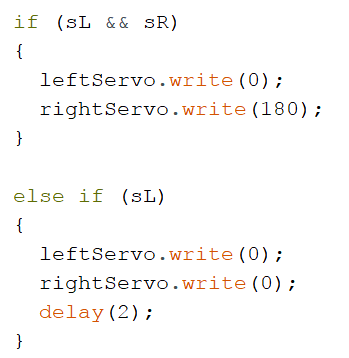 if (sL && sR)
{
  leftServo.write(0);
  rightServo.write(180);
}

else if (sL)
{
  leftServo.write(0);
  rightServo.write(0);
  delay(2);
}